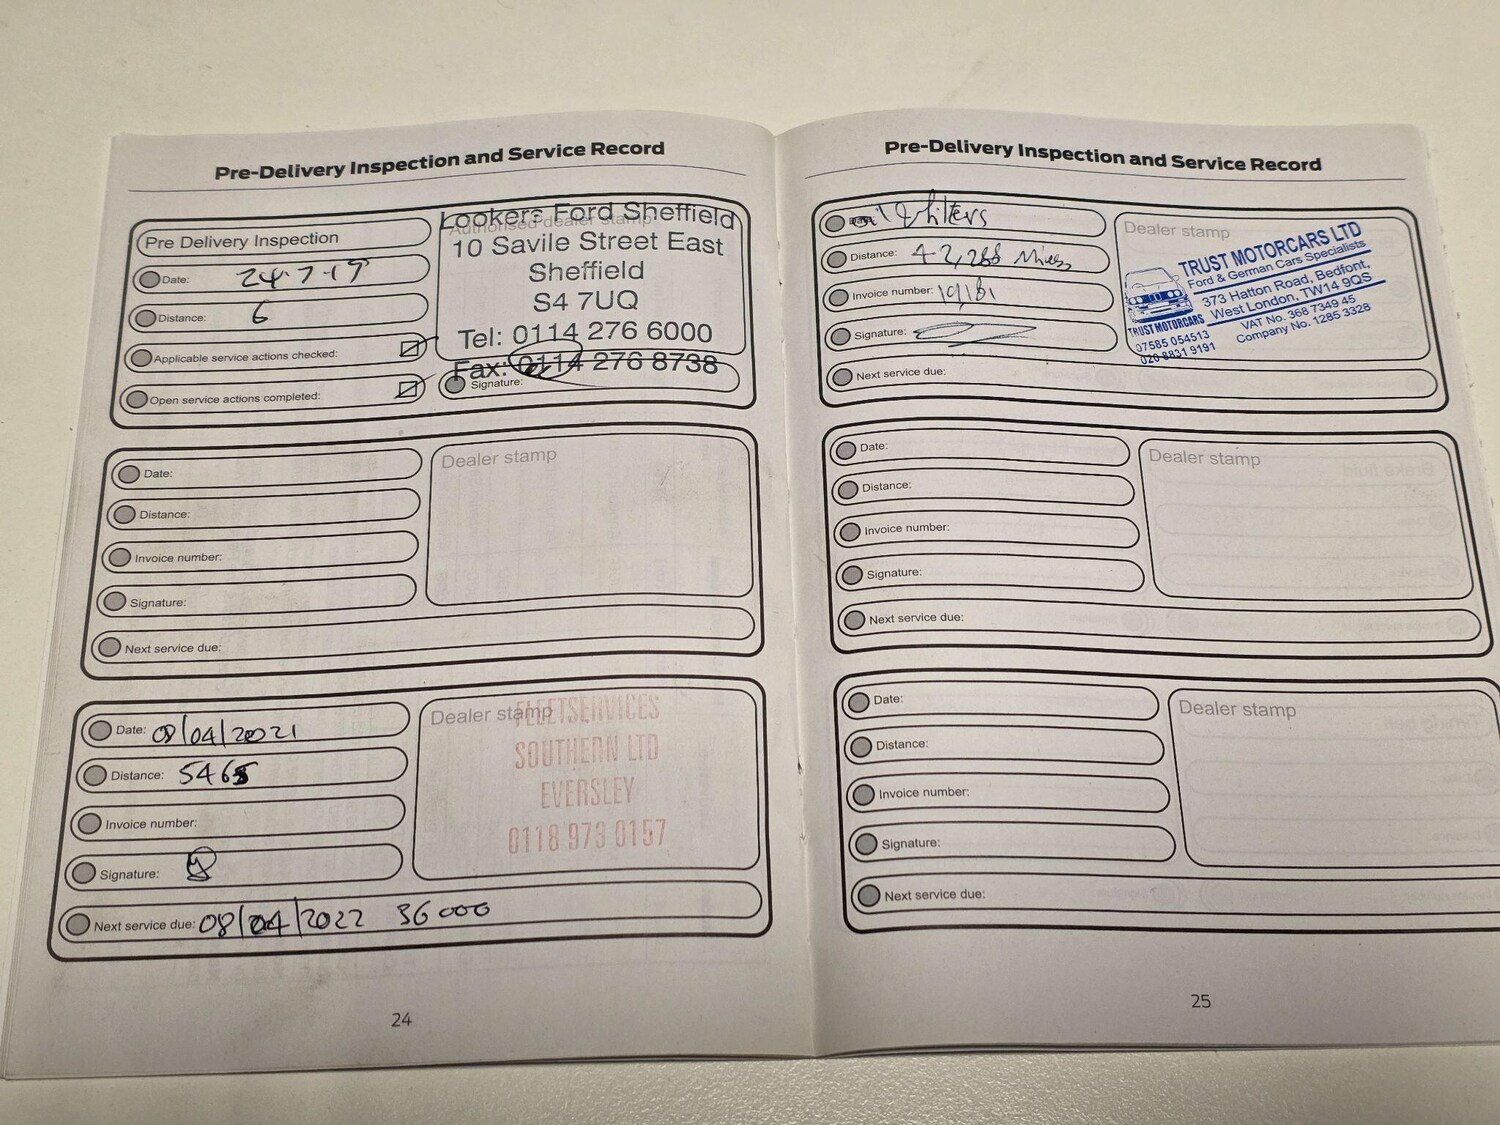 Pre-Delivery Inspection and Service Record
Pre Delivery Inspection
Date: 24·7·19
Distance: 6
Applicable service actions checked:
Open service actions completed:
Authorised dealer stamp
Lookers Ford Sheffield
10 Savile Street East
Sheffield
S4 7UQ
Tel: 0114 276 6000
Fax: 0114 276 8738
Signature:
Date:
Distance:
Invoice number:
Signature:
Next service due:
Dealer stamp
Date: 08/04/2021
Distance: 5465
Invoice number:
Signature:
Next service due: 08/04/2022 36000
Dealer stamp
FLEETSERVICES
SOUTHERN LTD
EVERSLEY
0118 973 0157
24
Pre-Delivery Inspection and Service Record
Oil & filters
Distance: 42,288 Miles
Invoice number: 19181
Signature:
Next service due:
Dealer stamp
TRUST MOTORCARS LTD
Ford & German Cars Specialists
373 Hatton Road, Bedfont,
West London, TW14 9QS
VAT No. 368 7349 45
Company No. 1285 3328
TRUST MOTORCARS
07585 054513
020 8831 9191
Date:
Distance:
Invoice number:
Signature:
Next service due:
Dealer stamp
Date:
Distance:
Invoice number:
Signature:
Next service due:
Dealer stamp
25